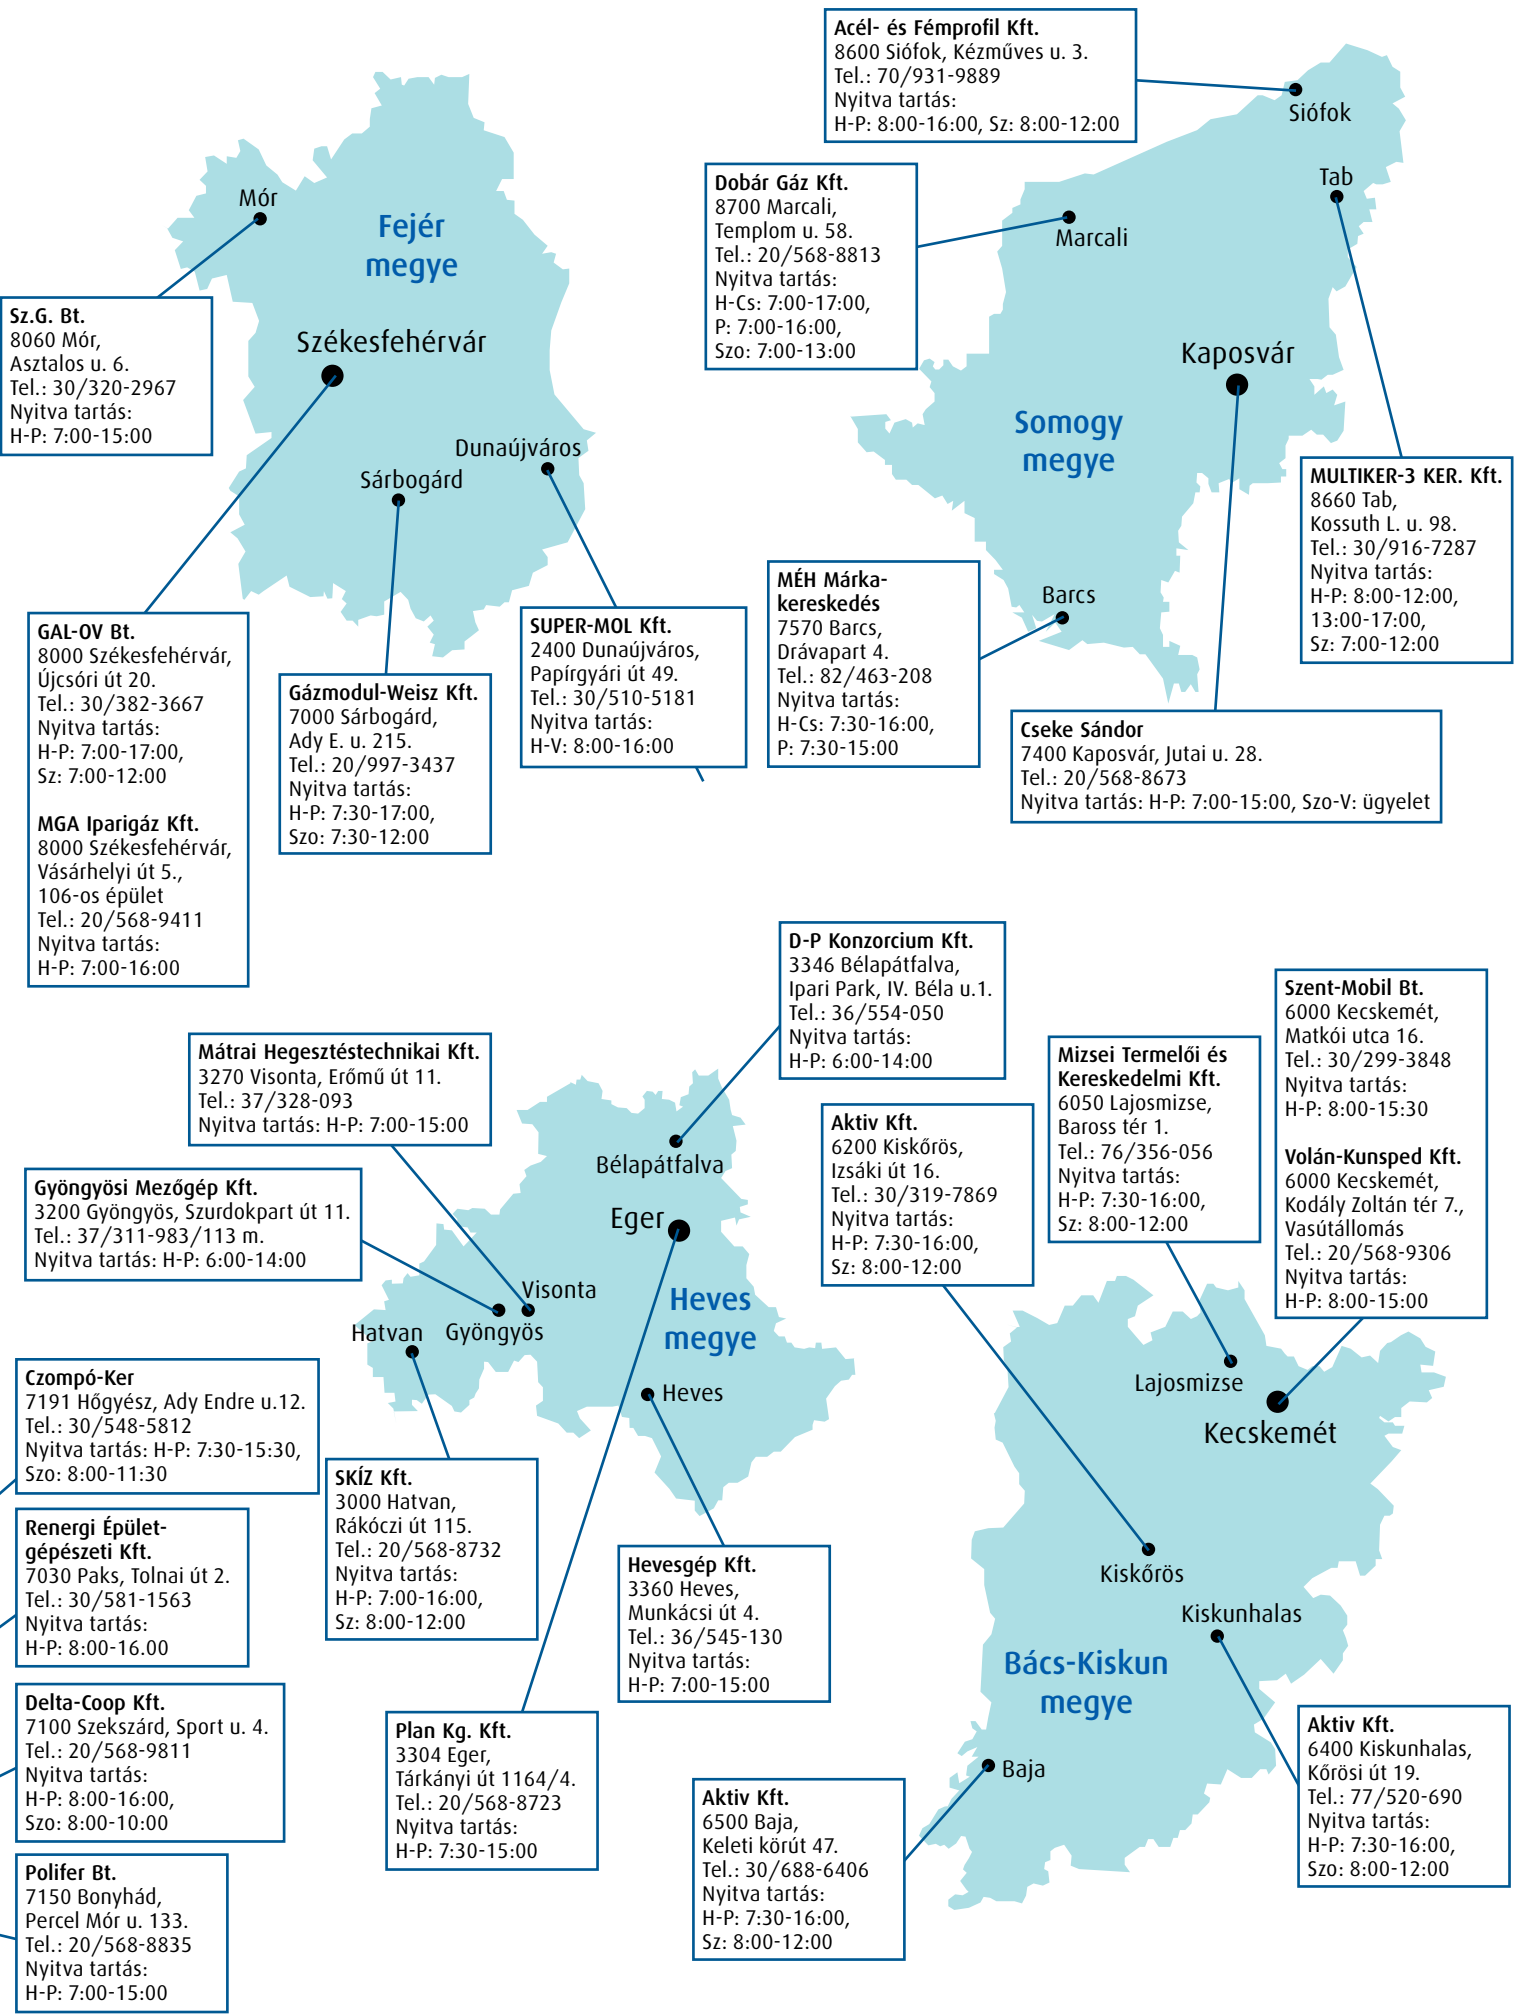 Acél- és Fémprofil Kft.
8600 Siófok, Kézműves u. 3.
Tel.: 70/931-9889
Nyitva tartás:
H-P: 8:00-16:00, Sz: 8:00-12:00
Siófok
Tab
Dobár Gáz Kft.
8700 Marcali,
Templom u. 58.
Tel.: 20/568-8813
Nyitva tartás:
H-Cs: 7:00-17:00,
P: 7:00-16:00,
Szo: 7:00-13:00
Marcali
Mór
Fejér
megye
Sz.G. Bt.
8060 Mór,
Asztalos u. 6.
Tel.: 30/320-2967
Nyitva tartás:
H-P: 7:00-15:00
Székesfehérvár
Dunaújváros
Sárbogárd
Kaposvár
Somogy
megye
MULTIKER-3 KER. Kft.
8660 Tab,
Kossuth L. u. 98.
Tel.: 30/916-7287
Nyitva tartás:
H-P: 8:00-12:00,
13:00-17:00,
Sz: 7:00-12:00
Barcs
MÉH Márka-
kereskedés
7570 Barcs,
Drávapart 4.
Tel.: 82/463-208
Nyitva tartás:
H-Cs: 7:30-16:00,
P: 7:30-15:00
GAL-OV Bt.
8000 Székesfehérvár,
Újcsóri út 20.
Tel.: 30/382-3667
Nyitva tartás:
H-P: 7:00-17:00,
Sz: 7:00-12:00
MGA Iparigáz Kft.
8000 Székesfehérvár,
Vásárhelyi út 5.,
106-os épület
Tel.: 20/568-9411
Nyitva tartás:
H-P: 7:00-16:00
Gázmodul-Weisz Kft.
7000 Sárbogárd,
Ady E. u. 215.
Tel.: 20/997-3437
Nyitva tartás:
H-P: 7:30-17:00,
Szo: 7:30-12:00
SUPER-MOL Kft.
2400 Dunaújváros,
Papírgyári út 49.
Tel.: 30/510-5181
Nyitva tartás:
H-V: 8:00-16:00
Cseke Sándor
7400 Kaposvár, Jutai u. 28.
Tel.: 20/568-8673
Nyitva tartás: H-P: 7:00-15:00, Szo-V: ügyelet
D-P Konzorcium Kft.
3346 Bélapátfalva,
Ipari Park, IV. Béla u.1.
Tel.: 36/554-050
Nyitva tartás:
H-P: 6:00-14:00
Mátrai Hegesztéstechnikai Kft.
3270 Visonta, Erőmű út 11.
Tel.: 37/328-093
Nyitva tartás: H-P: 7:00-15:00
Gyöngyösi Mezőgép Kft.
3200 Gyöngyös, Szurdokpart út 11.
Tel.: 37/311-983/113 m.
Nyitva tartás: H-P: 6:00-14:00
Bélapátfalva
Eger
Visonta
Gyöngyös
Hatvan
Heves
megye
Heves
Aktiv Kft.
6200 Kiskőrös,
Izsáki út 16.
Tel.: 30/319-7869
Nyitva tartás:
H-P: 7:30-16:00,
Sz: 8:00-12:00
Mizsei Termelői és
Kereskedelmi Kft.
6050 Lajosmizse,
Baross tér 1.
Tel.: 76/356-056
Nyitva tartás:
H-P: 7:30-16:00,
Sz: 8:00-12:00
Szent-Mobil Bt.
6000 Kecskemét,
Matkói utca 16.
Tel.: 30/299-3848
Nyitva tartás:
H-P: 8:00-15:30
Volán-Kunsped Kft.
6000 Kecskemét,
Kodály Zoltán tér 7.,
Vasútállomás
Tel.: 20/568-9306
Nyitva tartás:
H-P: 8:00-15:00
Lajosmizse
Kecskemét
Kiskőrös
Kiskunhalas
Bács-Kiskun
megye
Baja
Czompó-Ker
7191 Hőgyész, Ady Endre u.12.
Tel.: 30/548-5812
Nyitva tartás: H-P: 7:30-15:30,
Szo: 8:00-11:30
Renergi Épület-
gépészeti Kft.
7030 Paks, Tolnai út 2.
Tel.: 30/581-1563
Nyitva tartás:
H-P: 8:00-16.00
Delta-Coop Kft.
7100 Szekszárd, Sport u. 4.
Tel.: 20/568-9811
Nyitva tartás:
H-P: 8:00-16:00,
Szo: 8:00-10:00
Polifer Bt.
7150 Bonyhád,
Percel Mór u. 133.
Tel.: 20/568-8835
Nyitva tartás:
H-P: 7:00-15:00
SKÍZ Kft.
3000 Hatvan,
Rákóczi út 115.
Tel.: 20/568-8732
Nyitva tartás:
H-P: 7:00-16:00,
Sz: 8:00-12:00
Hevesgép Kft.
3360 Heves,
Munkácsi út 4.
Tel.: 36/545-130
Nyitva tartás:
H-P: 7:00-15:00
Plan Kg. Kft.
3304 Eger,
Tárkányi út 1164/4.
Tel.: 20/568-8723
Nyitva tartás:
H-P: 7:30-15:00
Aktiv Kft.
6500 Baja,
Keleti körút 47.
Tel.: 30/688-6406
Nyitva tartás:
H-P: 7:30-16:00,
Sz: 8:00-12:00
Aktiv Kft.
6400 Kiskunhalas,
Kőrösi út 19.
Tel.: 77/520-690
Nyitva tartás:
H-P: 7:30-16:00,
Szo: 8:00-12:00